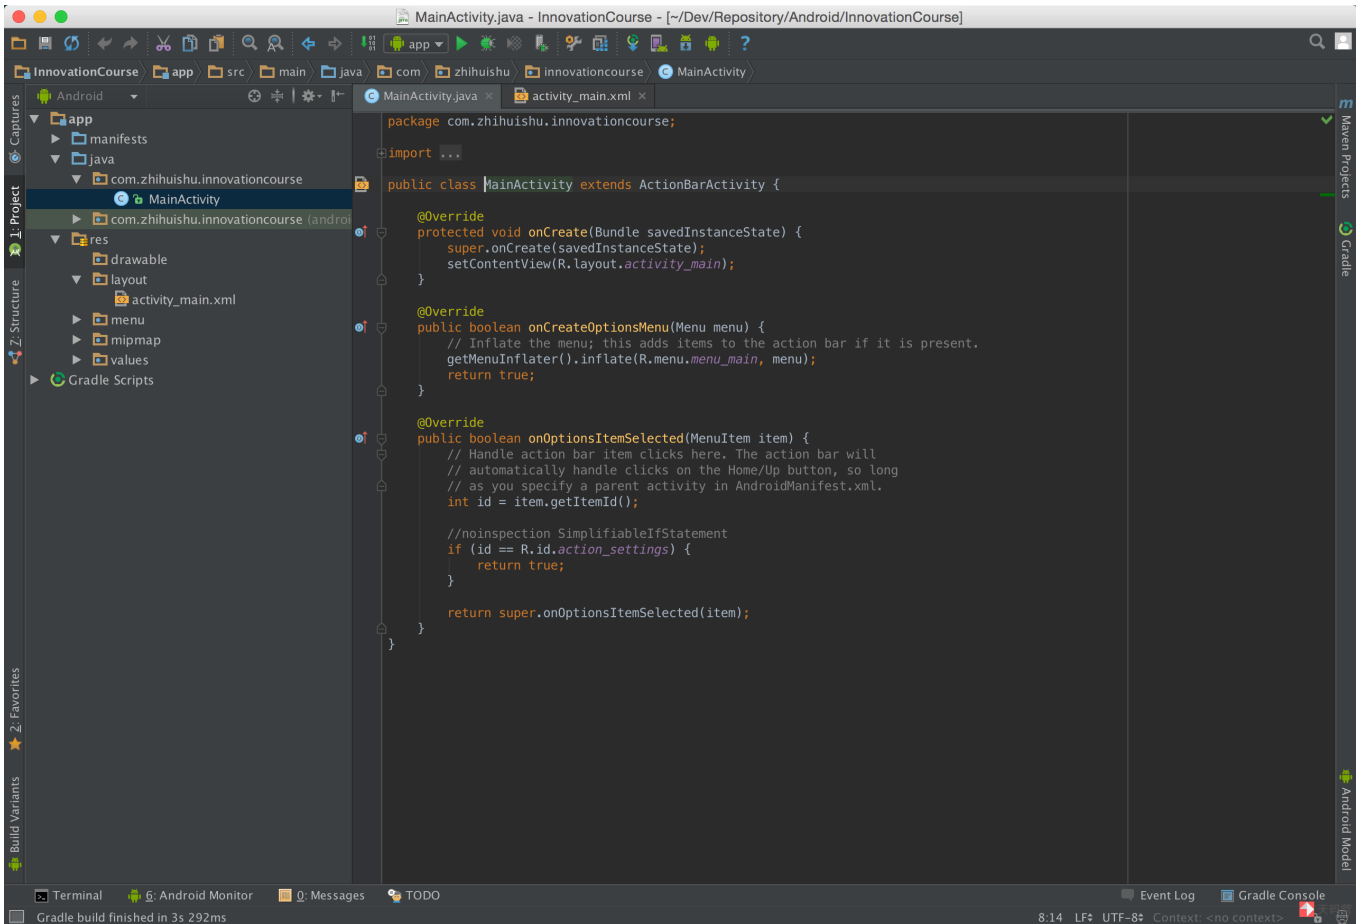 MainActivity.java - InnovationCourse - [~/Dev/Repository/Android/InnovationCourse]
app
?
InnovationCourse app src main java com zhihuishu innovationcourse MainActivity
Android
MainActivity.java activity_main.xml
Captures
1: Project
Z: Structure
2: Favorites
Build Variants
app
manifests
java
com.zhihuishu.innovationcourse
MainActivity
com.zhihuishu.innovationcourse (androi
res
drawable
layout
activity_main.xml
menu
mipmap
values
Gradle Scripts
package com.zhihuishu.innovationcourse;
import ...
public class MainActivity extends ActionBarActivity {
@Override
protected void onCreate(Bundle savedInstanceState) {
super.onCreate(savedInstanceState);
setContentView(R.layout.activity_main);
}
@Override
public boolean onCreateOptionsMenu(Menu menu) {
// Inflate the menu; this adds items to the action bar if it is present.
getMenuInflater().inflate(R.menu.menu_main, menu);
return true;
}
@Override
public boolean onOptionsItemSelected(MenuItem item) {
// Handle action bar item clicks here. The action bar will
// automatically handle clicks on the Home/Up button, so long
// as you specify a parent activity in AndroidManifest.xml.
int id = item.getItemId();
//noinspection SimplifiableIfStatement
if (id == R.id.action_settings) {
return true;
}
return super.onOptionsItemSelected(item);
}
}
m Maven Projects
Gradle
Android Model
Terminal 6: Android Monitor 0: Messages TODO Event Log Gradle Console
Gradle build finished in 3s 292ms 8:14 LF UTF-8 Context: <no context>